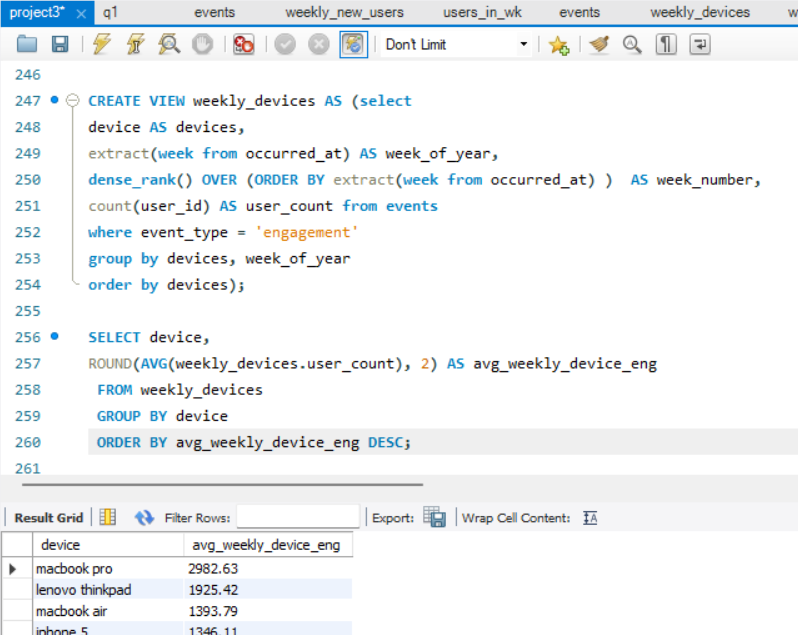 project3* × q1 events weekly_new_users users_in_wk events weekly_devices w
Don't Limit
246
247 CREATE VIEW weekly_devices AS (select
248 device AS devices,
249 extract(week from occurred_at) AS week_of_year,
250 dense_rank() OVER (ORDER BY extract(week from occurred_at) )  AS week_number,
251 count(user_id) AS user_count from events
252 where event_type = 'engagement'
253 group by devices, week_of_year
254 order by devices);
255
256 SELECT device,
257 ROUND(AVG(weekly_devices.user_count), 2) AS avg_weekly_device_eng
258 FROM weekly_devices
259 GROUP BY device
260 ORDER BY avg_weekly_device_eng DESC;
261
Result Grid Filter Rows: Export: Wrap Cell Content: IA
device avg_weekly_device_eng
macbook pro 2982.63
lenovo thinkpad 1925.42
macbook air 1393.79
iphone 5 1346.11